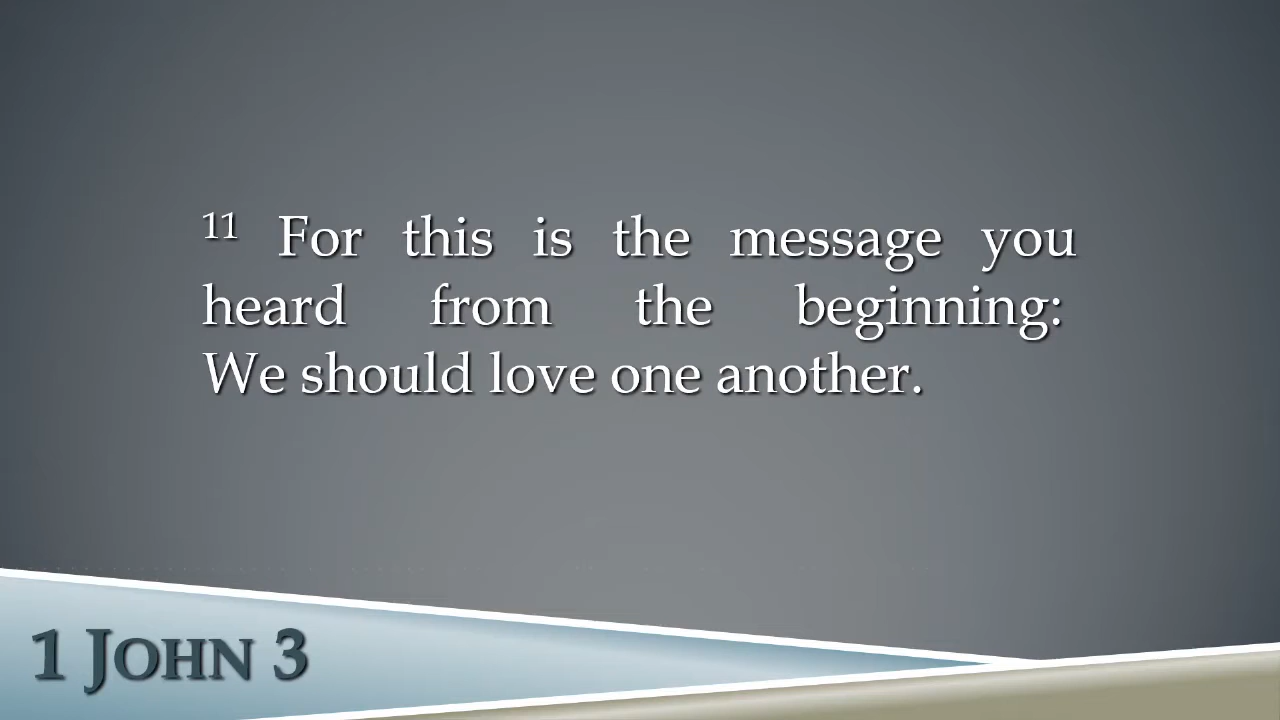 11 For this is the message you
heard from the beginning:
We should love one another.
1 JOHN 3